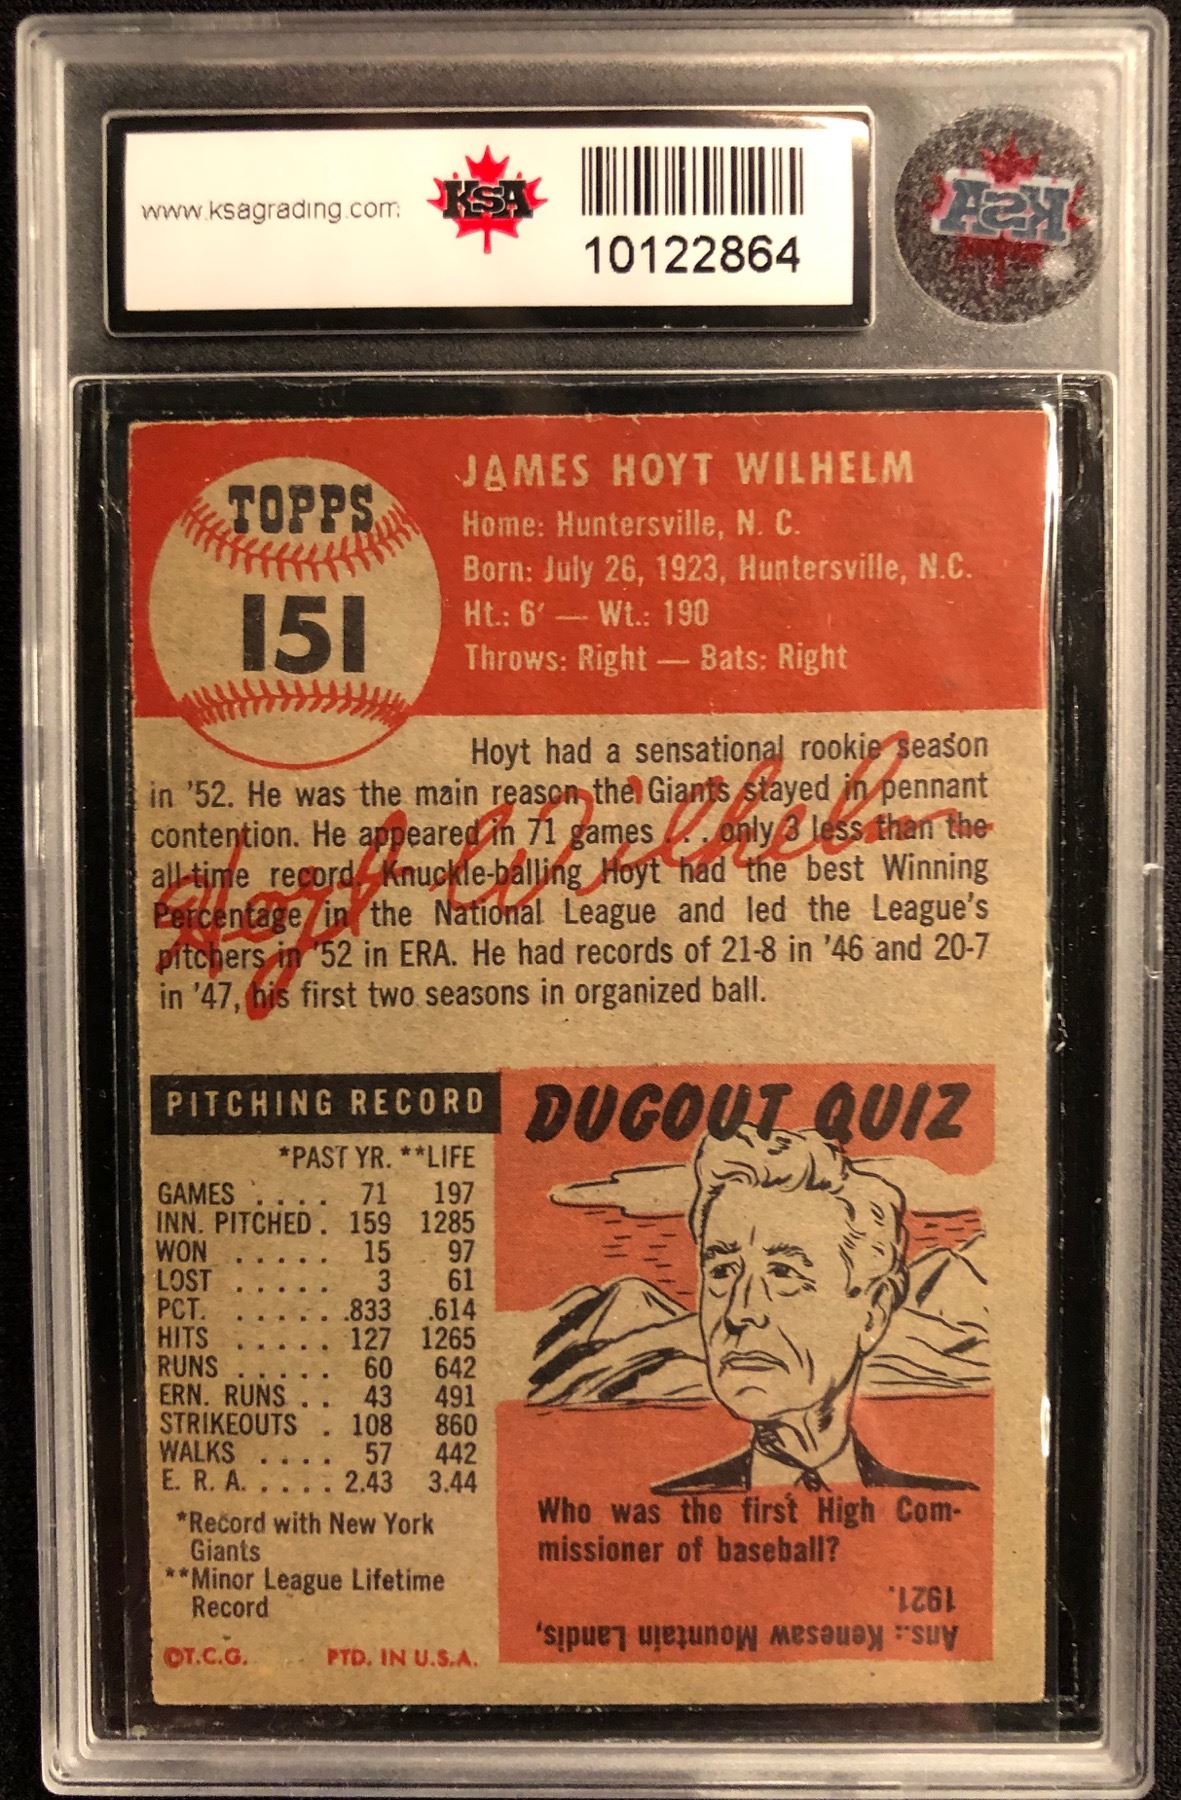 www.ksagrading.com
KSA
10122864
KSA
TOPPS
151
JAMES HOYT WILHELM
Home: Huntersville, N. C.
Born: July 26, 1923, Huntersville, N.C.
Ht.: 6' — Wt.: 190
Throws: Right — Bats: Right
Hoyt had a sensational rookie season
in '52. He was the main reason the Giants stayed in pennant
contention. He appeared in 71 games . . . only 3 less than the
all-time record. Knuckle-balling Hoyt had the best Winning
Percentage in the National League and led the League's
pitchers in '52 in ERA. He had records of 21-8 in '46 and 20-7
in '47, his first two seasons in organized ball.
Hoyt Wilhelm
PITCHING RECORD
*PAST YR. **LIFE
GAMES . . . . 71 197
INN. PITCHED . 159 1285
WON . . . . . 15 97
LOST . . . . . 3 61
PCT. . . . . . .833 .614
HITS . . . . . 127 1265
RUNS . . . . . 60 642
ERN. RUNS . . 43 491
STRIKEOUTS . 108 860
WALKS . . . . 57 442
E. R. A. . . . . 2.43 3.44
*Record with New York
Giants
**Minor League Lifetime
Record
©T.C.G. PTD. IN U.S.A.
DUGOUT QUIZ
Who was the first High Com-
missioner of baseball?
Ans.: Kenesaw Mountain Landis,
1921.